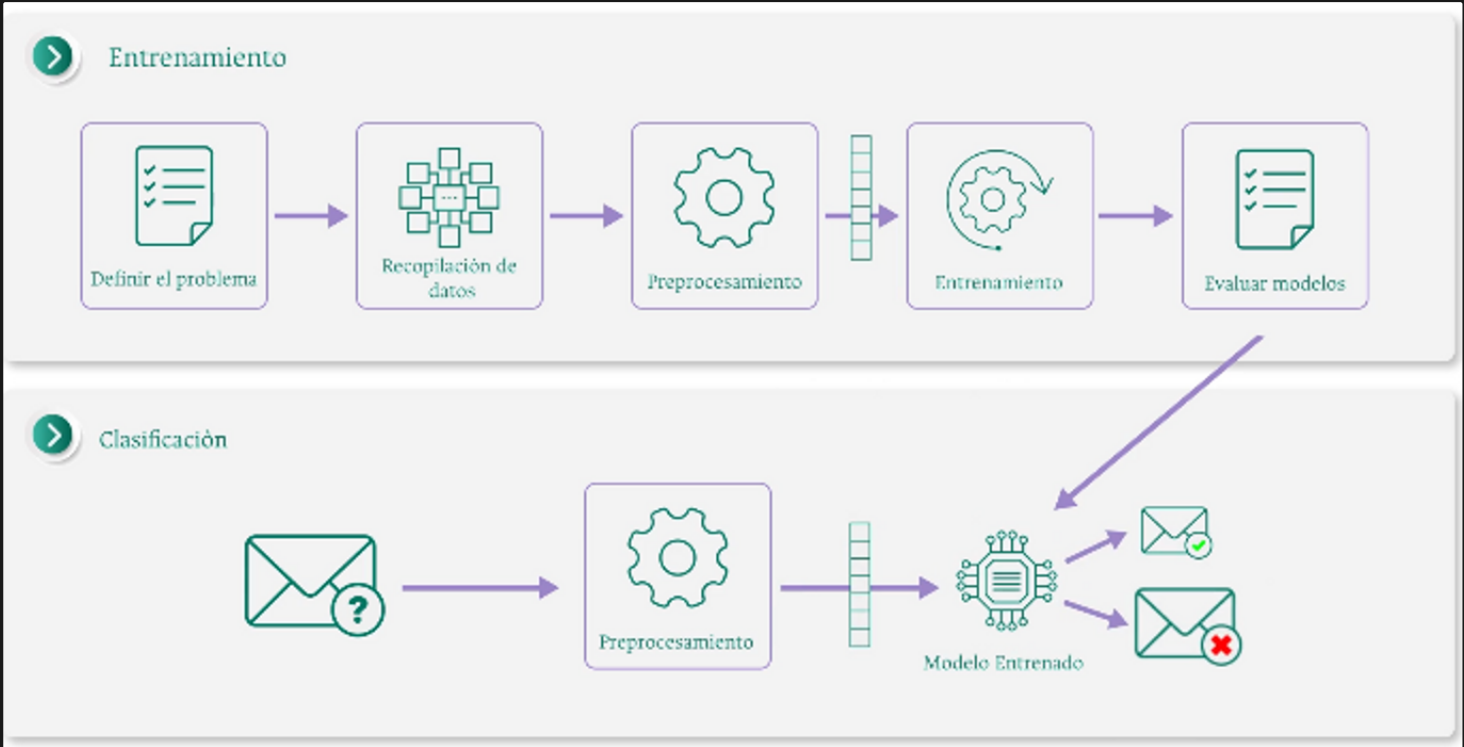 Entrenamiento
Definir el problema
Recopilación de
datos
Preprocesamiento
Entrenamiento
Evaluar modelos
Clasificación
?
Preprocesamiento
Modelo Entrenado